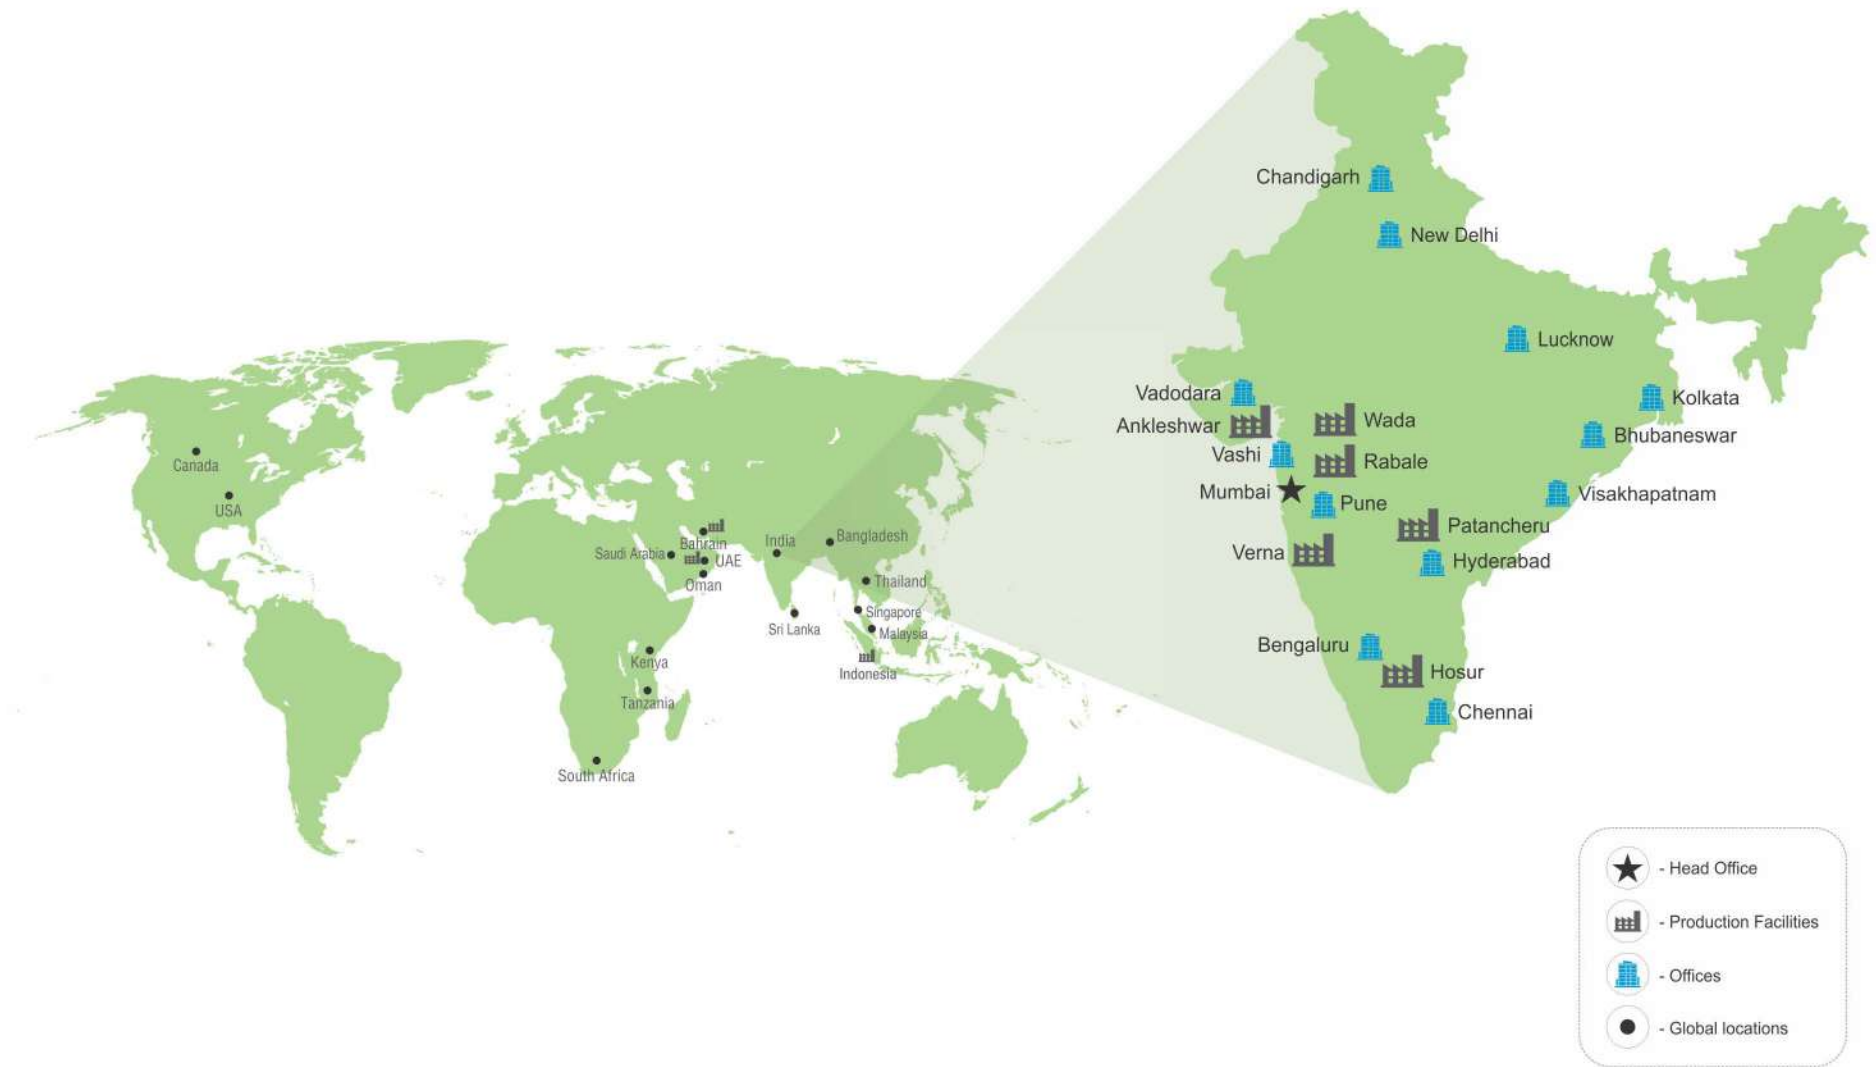 Canada
USA
Saudi Arabia
Bahrain
UAE
Oman
India
Bangladesh
Thailand
Sri Lanka
Singapore
Malaysia
Indonesia
Kenya
Tanzania
South Africa
Chandigarh
New Delhi
Lucknow
Vadodara
Kolkata
Ankleshwar
Wada
Bhubaneswar
Vashi
Rabale
Mumbai
Pune
Visakhapatnam
Patancheru
Verna
Hyderabad
Bengaluru
Hosur
Chennai
- Head Office
- Production Facilities
- Offices
- Global locations